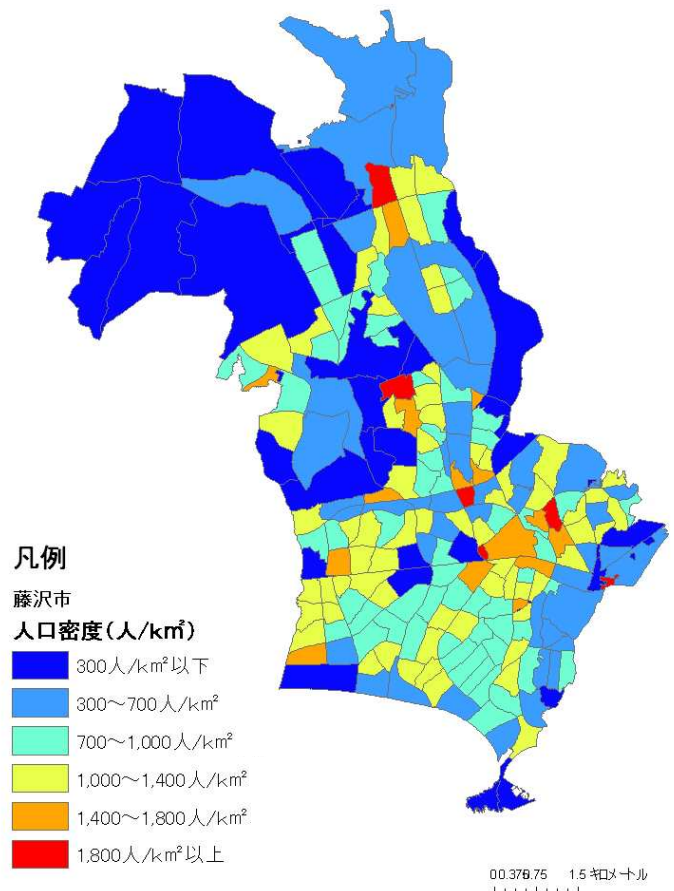 凡例
藤沢市
人口密度(人/km²)
300人/km²以下
300～700人/km²
700～1,000人/km²
1,000～1,400人/km²
1,400～1,800人/km²
1,800人/km²以上
1.5 キロメートル